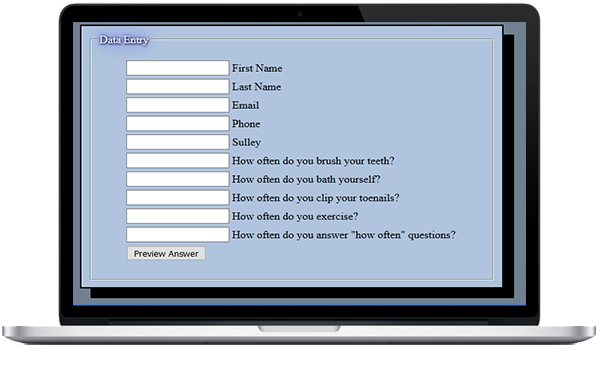 Data Entry
First Name
Last Name
Email
Phone
Sulley
How often do you brush your teeth?
How often do you bath yourself?
How often do you clip your toenails?
How often do you exercise?
How often do you answer "how often" questions?
Preview Answer